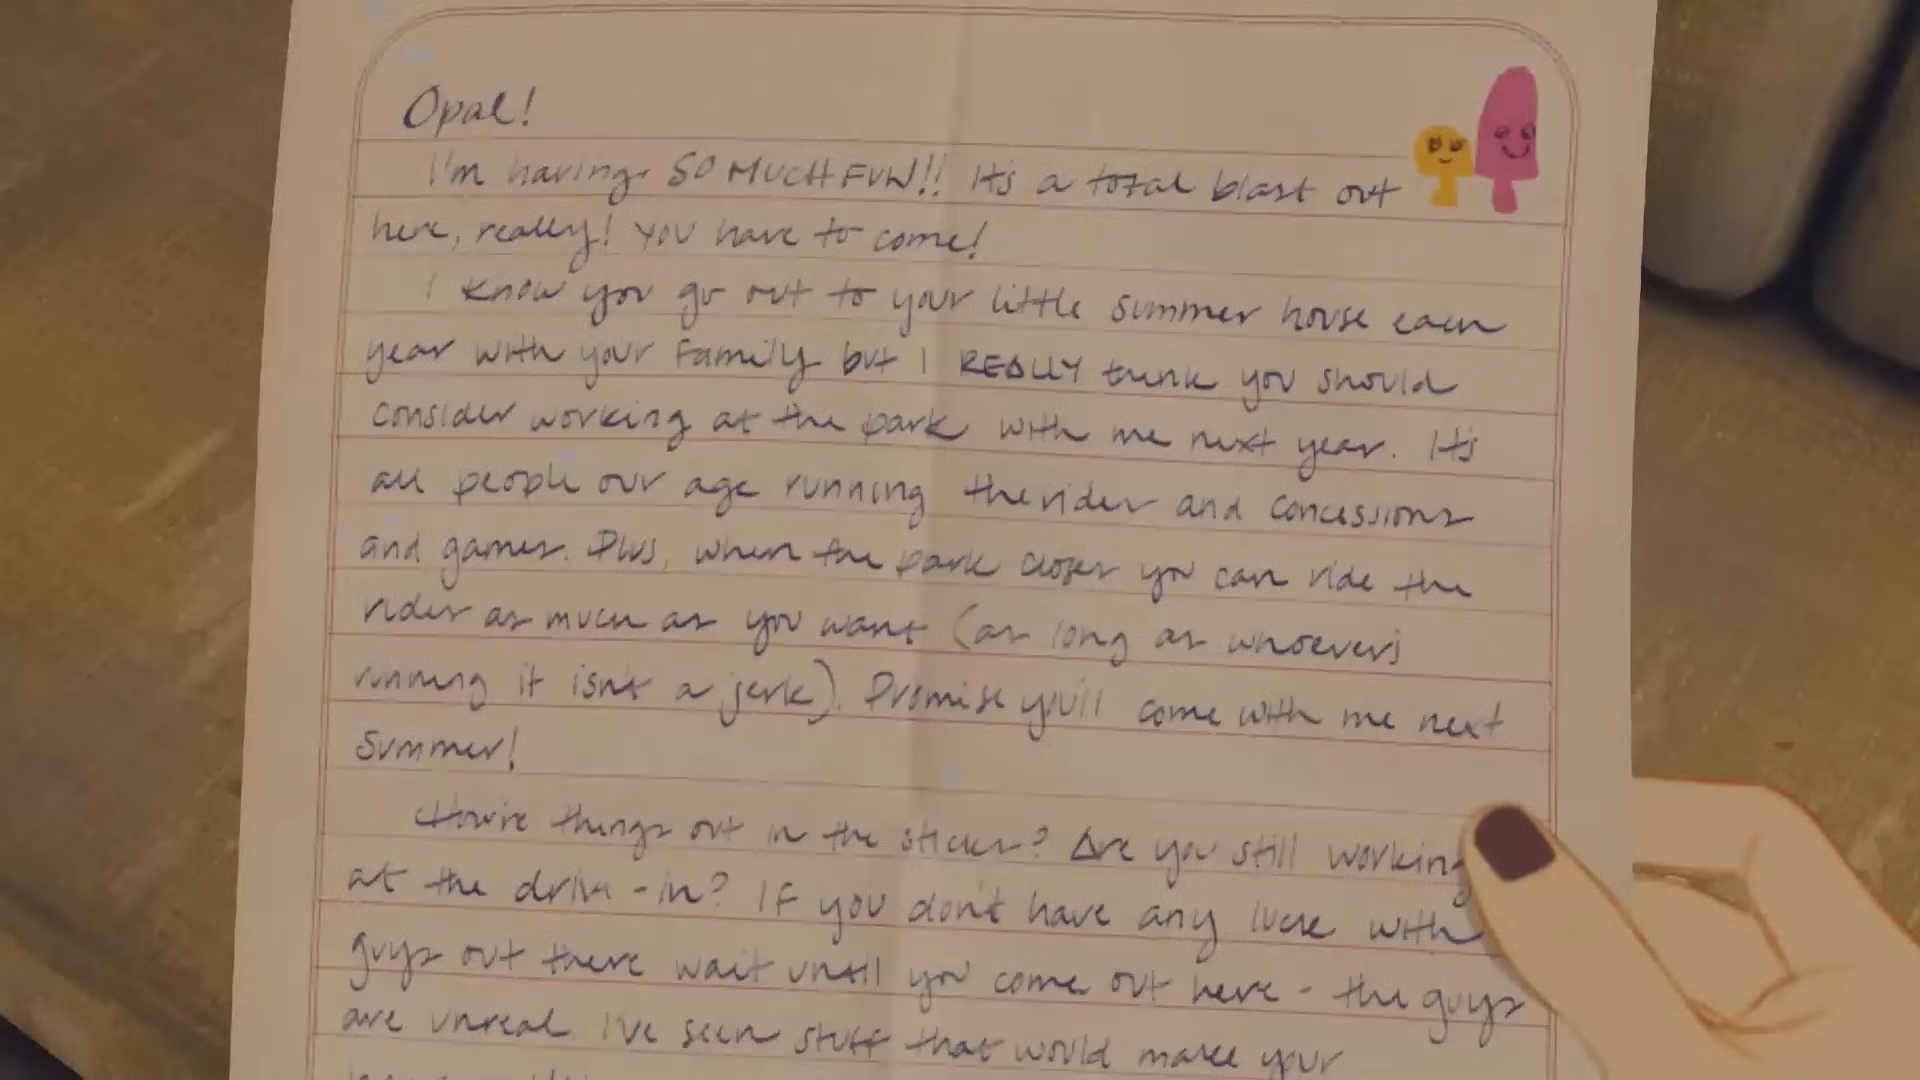 Opal!
I'm having SO MUCH FUN!! It's a total blast out
here, really! You have to come!
I know you go out to your little summer house each
year with your family but I REALLY think you should
consider working at the park with me next year. It's
all people our age running the rides and concessions
and games. Plus, when the park closes you can ride the
rides as much as you want (as long as whoever's
running it isn't a jerk). Promise you'll come with me next
summer!
How're things out in the sticks? Are you still working
at the drive-in? If you don't have any luck with
guys out there wait until you come out here - the guys
are unreal. I've seen stuff that would make your